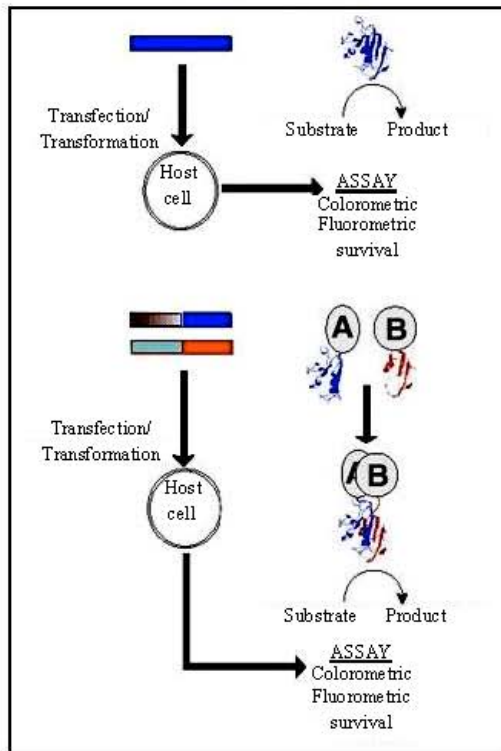 Transfection/
Transformation
Host
cell
Substrate Product
ASSAY
Colorometric
Fluorometric
survival
A B
Transfection/
Transformation
Host
cell
A B
Substrate Product
ASSAY
Colorometric
Fluorometric
survival